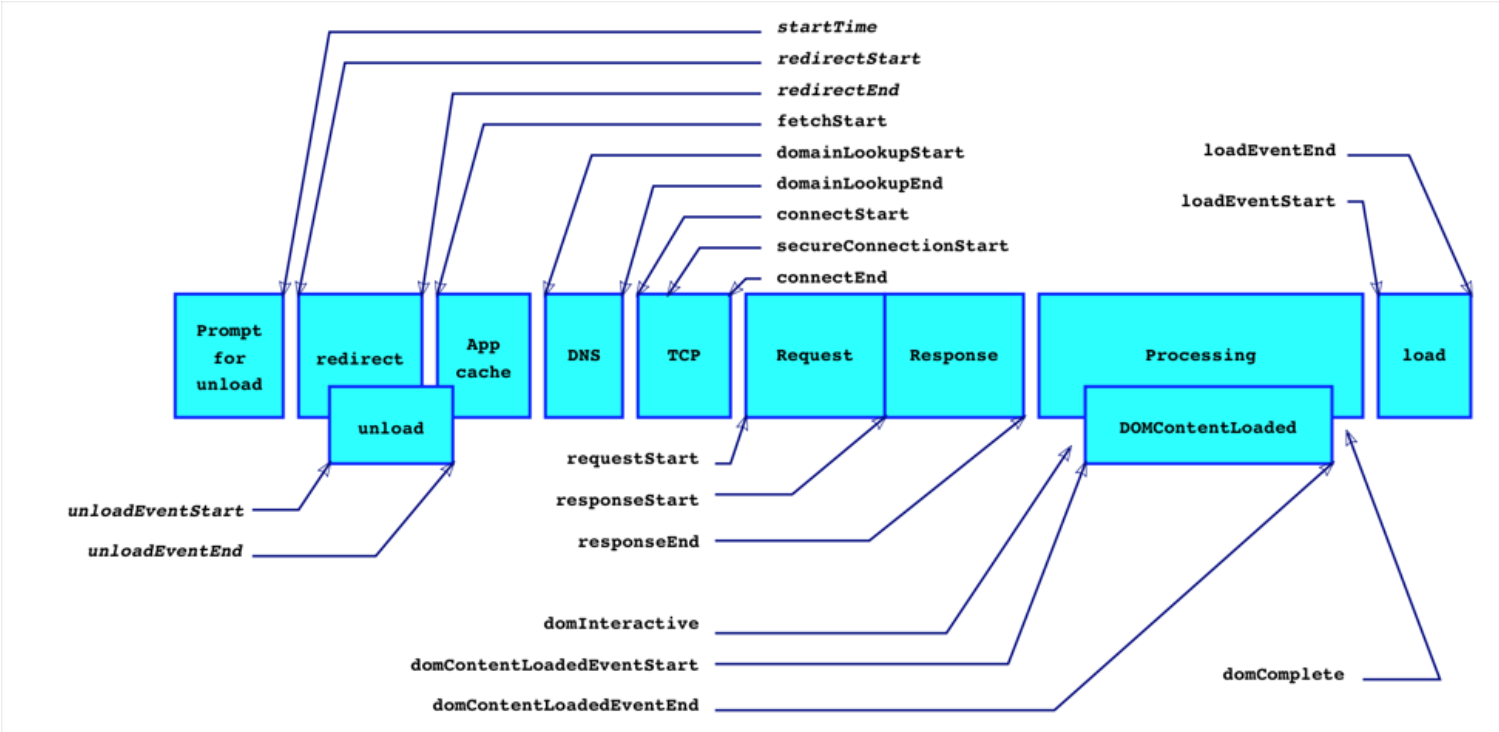 startTime
redirectStart
redirectEnd
fetchStart
domainLookupStart
domainLookupEnd
connectStart
secureConnectionStart
connectEnd
loadEventEnd
loadEventStart
Prompt
for
unload
redirect
unload
App
cache
DNS
TCP
Request
Response
Processing
DOMContentLoaded
load
unloadEventStart
unloadEventEnd
requestStart
responseStart
responseEnd
domInteractive
domContentLoadedEventStart
domContentLoadedEventEnd
domComplete